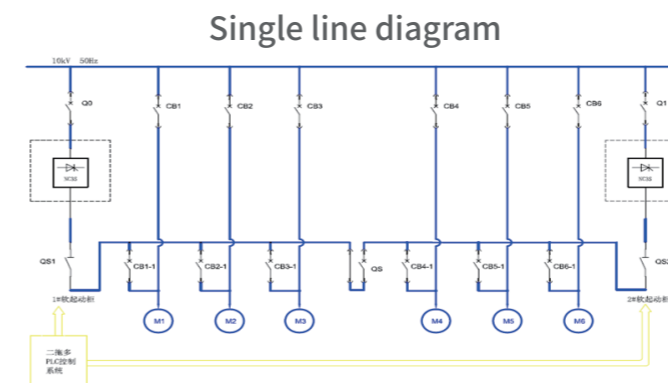 Single line diagram
10kV 50Hz
Q0
CB1
CB2
CB3
CB4
CB5
CB6
Q1
QS1
CB1-1
CB2-1
CB3-1
QS
CB4-1
CB5-1
CB6-1
QS2
1#软起动柜
M1
M2
M3
M4
M5
M6
2#软起动柜
二拖多
PLC控制
系统